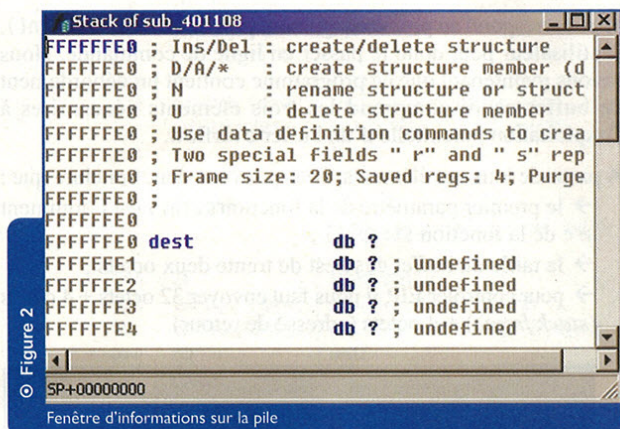 Stack of sub_401108
FFFFFFE0 ; Ins/Del : create/delete structure
FFFFFFE0 ; D/A/* :
FFFFFFE0 ; N : rename structure or struct
FFFFFFE0 ; U : delete structure member
FFFFFFE0 ; Use data definition commands to crea
FFFFFFE0 ; Two special fields " r" and " s" rep
FFFFFFE0 ; Frame size: 20; Saved regs: 4; Purge
FFFFFFE0 ;
FFFFFFE0
FFFFFFE0 dest db ?
FFFFFFE1 db ? ; undefined
FFFFFFE2 db ? ; undefined
FFFFFFE3 db ? ; undefined
FFFFFFE4 db ? ; undefined
SP+00000000
Figure 2
Fenêtre d'informations sur la pile